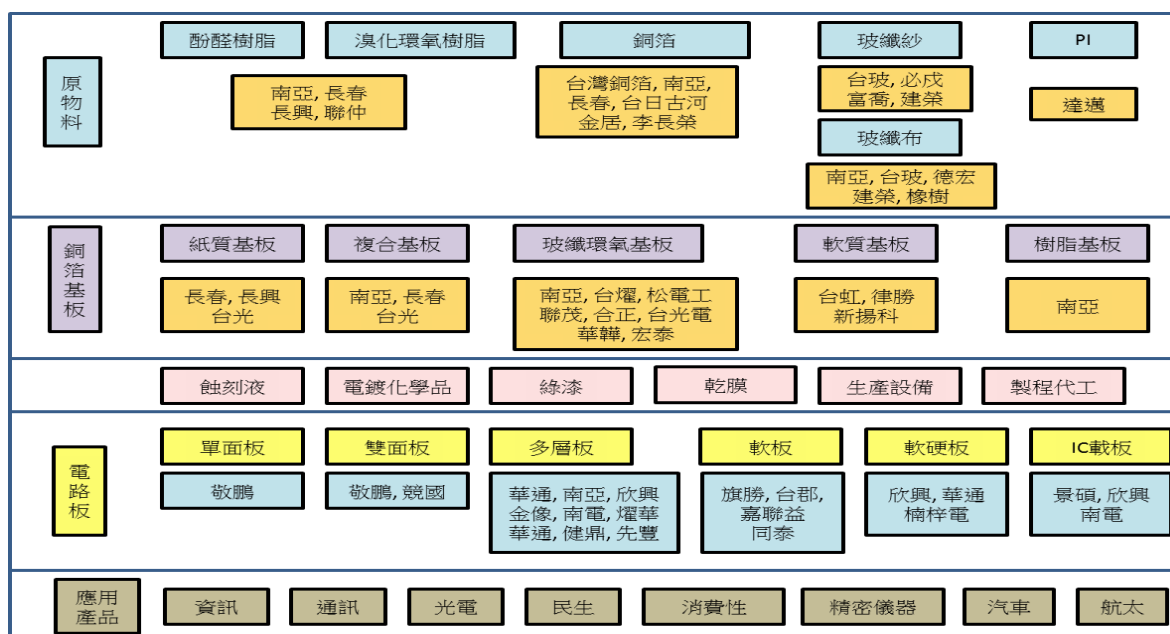 原
物
料
酚醛樹脂
溴化環氧樹脂
銅箔
玻纖紗
PI
南亞, 長春
長興, 聯仲
台灣銅箔, 南亞,
長春, 台日古河
金居, 李長榮
台玻, 必成
富喬, 建榮
達邁
玻纖布
南亞, 台玻, 德宏
建榮, 橡樹
銅
箔
基
板
紙質基板
複合基板
玻纖環氧基板
軟質基板
樹脂基板
長春, 長興
台光
南亞, 長春
台光
南亞, 台燿, 松電工
聯茂, 合正, 台光電
華韡, 宏泰
台虹, 律勝
新揚科
南亞
蝕刻液
電鍍化學品
綠漆
乾膜
生產設備
製程代工
電
路
板
單面板
雙面板
多層板
軟板
軟硬板
IC載板
敬鵬
敬鵬, 競國
華通, 南亞, 欣興
金像, 南電, 燿華
華通, 健鼎, 先豐
旗勝, 台郡,
嘉聯益
同泰
欣興, 華通
楠梓電
景碩, 欣興
南電
應用
產品
資訊
通訊
光電
民生
消費性
精密儀器
汽車
航太